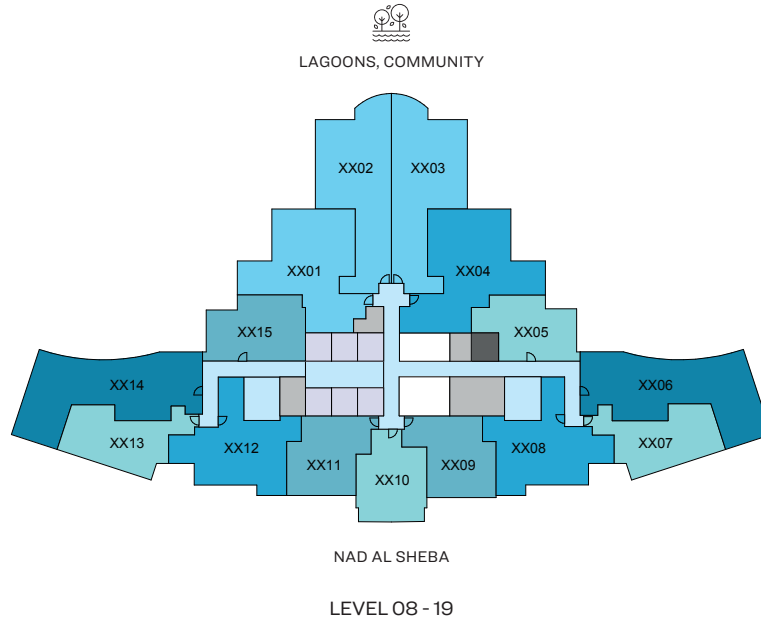 LAGOONS, COMMUNITY
XX02
XX03
XX01
XX04
XX15
XX05
XX14
XX06
XX13
XX12
XX11
XX10
XX09
XX08
XX07
NAD AL SHEBA
LEVEL 08 - 19